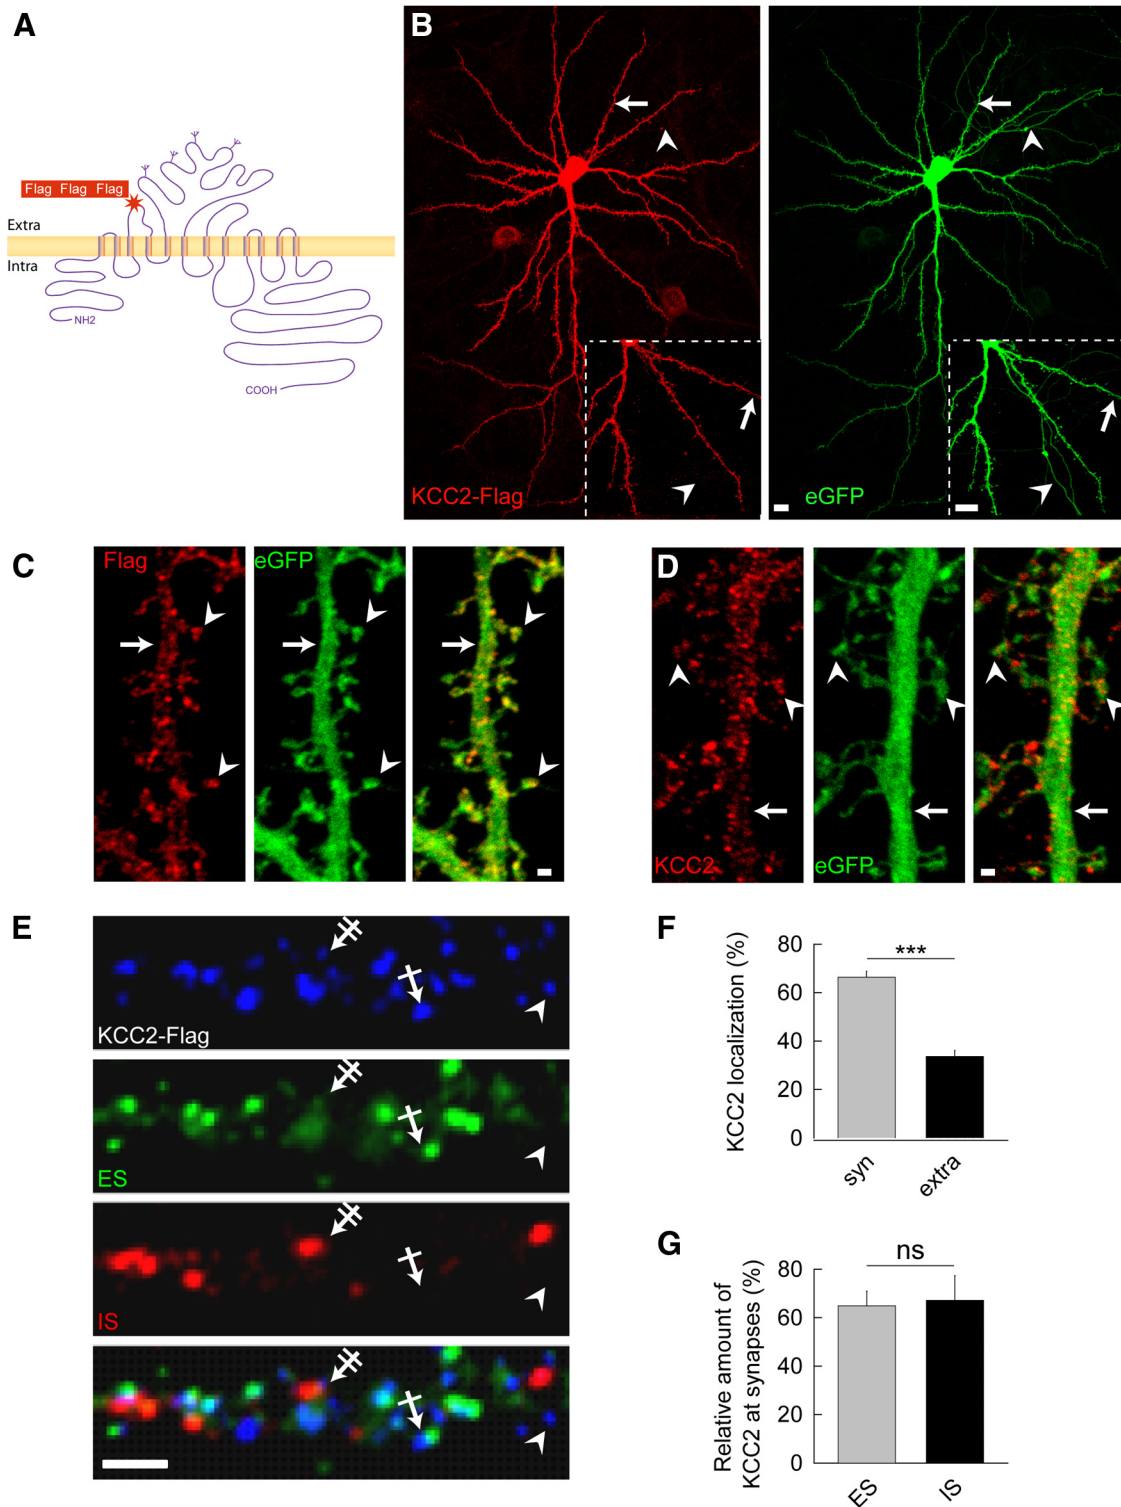 A
Flag Flag Flag
Extra
Intra
NH2
COOH
B
KCC2-Flag
eGFP
C
Flag
eGFP
D
KCC2
eGFP
E
KCC2-Flag
ES
IS
F
KCC2 localization (%)
80
60
40
20
0
***
syn
extra
G
Relative amount of
KCC2 at synapses (%)
80
60
40
20
0
ns
ES
IS